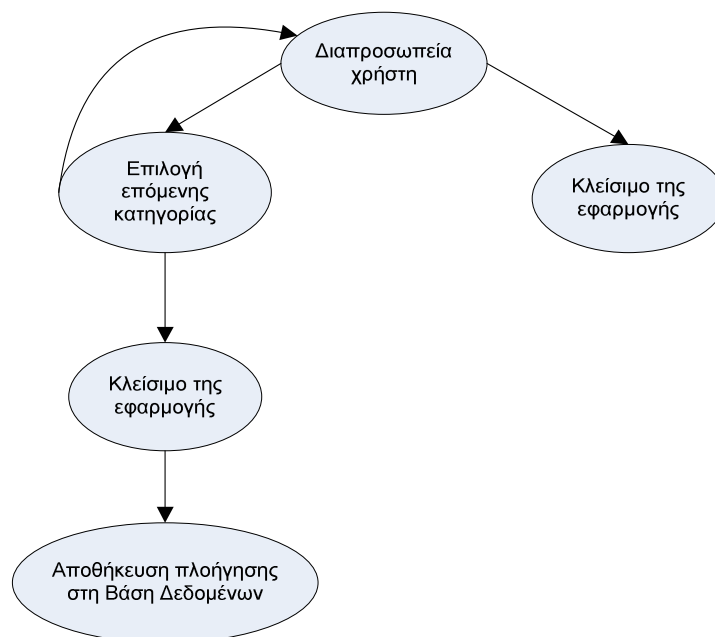 Διαπροσωπεία
χρήστη
Επιλογή
επόμενης
κατηγορίας
Κλείσιμο της
εφαρμογής
Κλείσιμο της
εφαρμογής
Αποθήκευση πλοήγησης
στη Βάση Δεδομένων